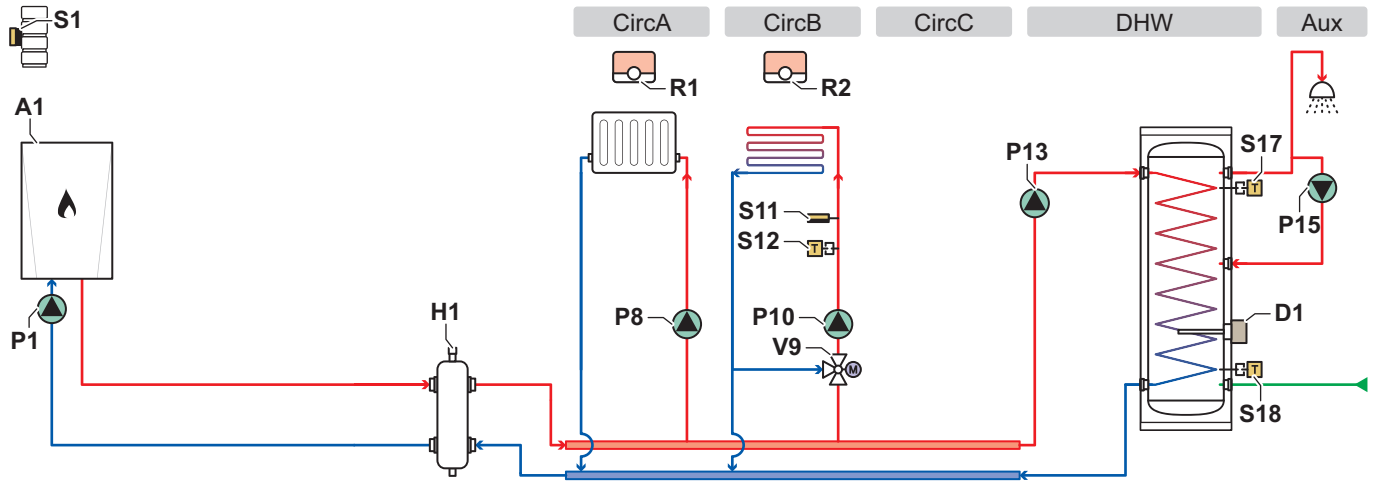 S1
CircA
CircB
CircC
DHW
Aux
R1
R2
A1
S17
P13
S11
S12
T
T
P15
P1
H1
P8
P10
D1
V9
M
T
S18